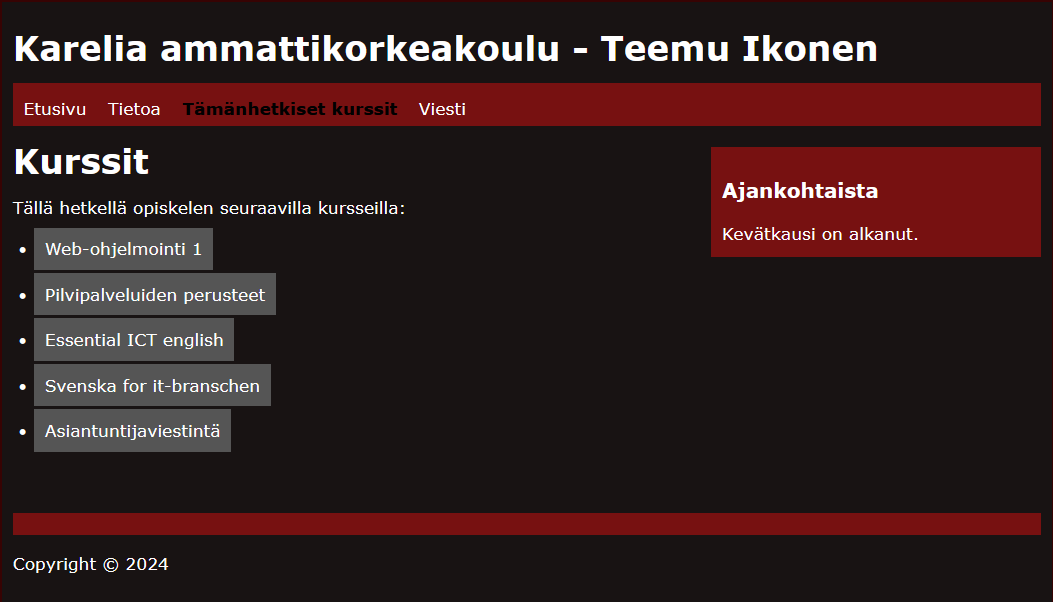 Karelia ammattikorkeakoulu - Teemu Ikonen
Etusivu Tietoa Tämänhetkiset kurssit Viesti
Kurssit
Tällä hetkellä opiskelen seuraavilla kursseilla:
Web-ohjelmointi 1
Pilvipalveluiden perusteet
Essential ICT english
Svenska for it-branschen
Asiantuntijaviestintä
Ajankohtaista
Kevätkausi on alkanut.
Copyright © 2024